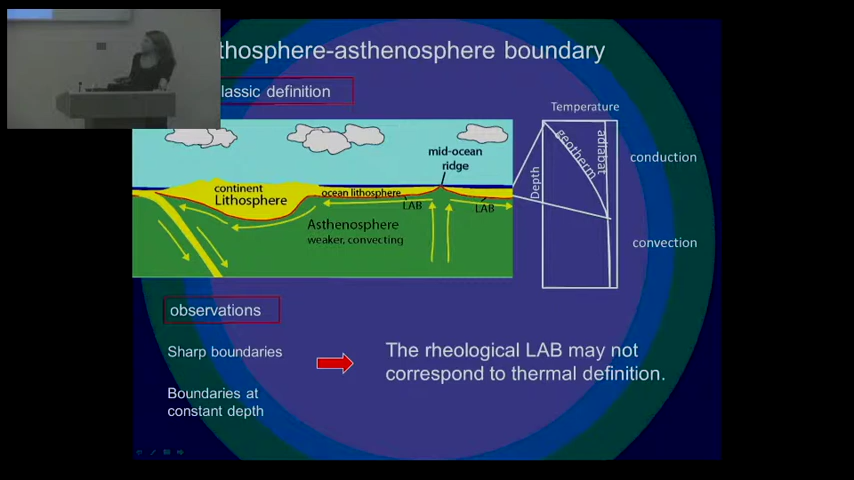 thosphere-asthenosphere boundary
lassic definition
Temperature
mid-ocean
ridge
geotherm
adiabat
conduction
continent
Lithosphere
ocean lithosphere
Depth
LAB
LAB
Asthenosphere
weaker, convecting
convection
observations
Sharp boundaries
The rheological LAB may not
correspond to thermal definition.
Boundaries at
constant depth